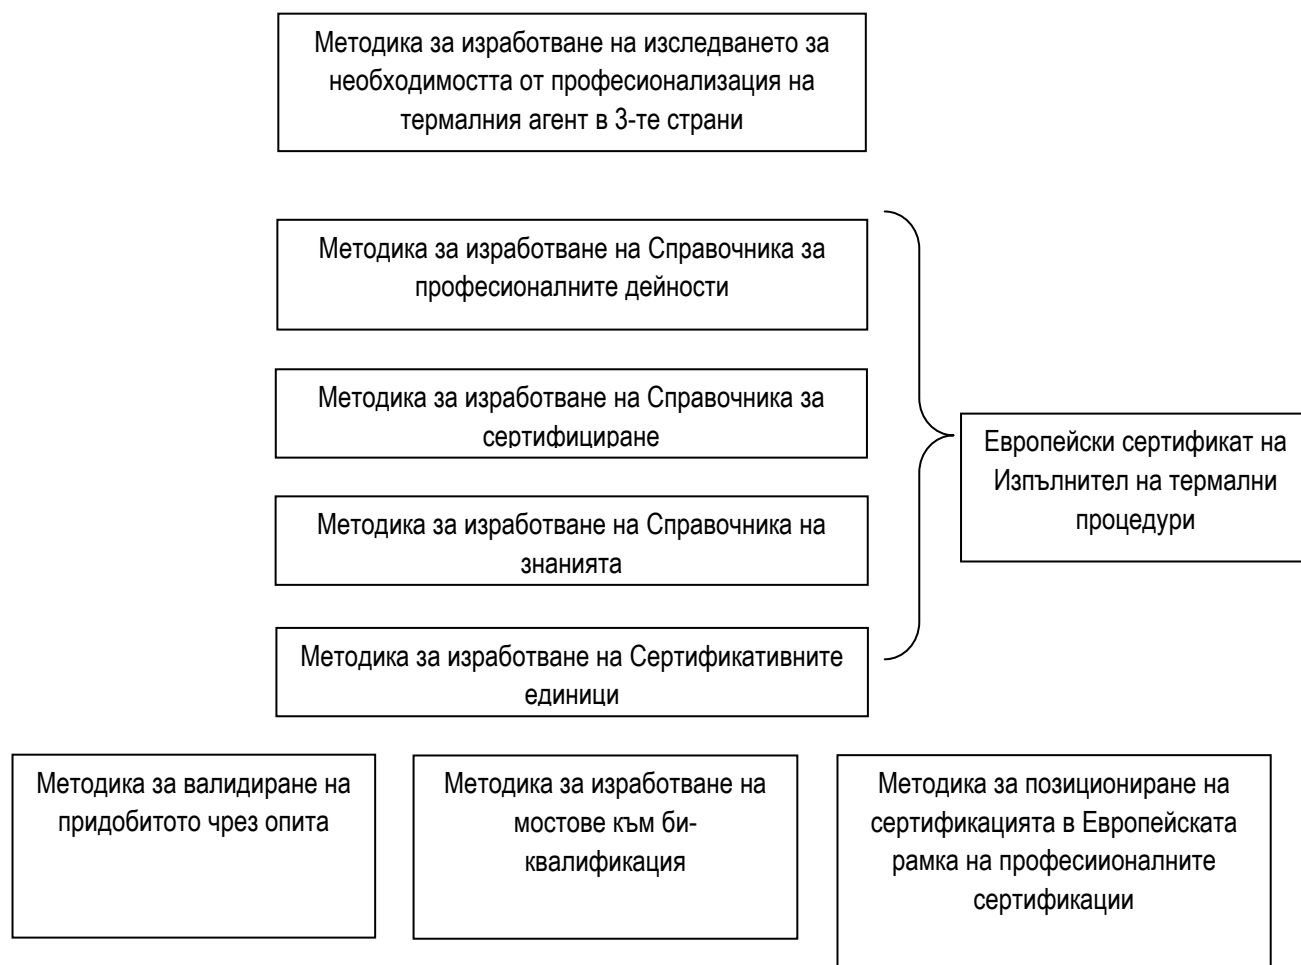 Методика за изработване на изследването за
необходимостта от професионализация на
термалния агент в 3-те страни
Методика за изработване на Справочника за
професионалните дейности
Методика за изработване на Справочника за
сертифициране
Методика за изработване на Справочника на
знанията
Методика за изработване на Сертификативните
единици
Европейски сертификат на
Изпълнител на термални
процедури
Методика за валидиране на
придобитото чрез опита
Методика за изработване на
мостове към би-
квалификация
Методика за позициониране на
сертификацията в Европейската
рамка на професиионалните
сертификации